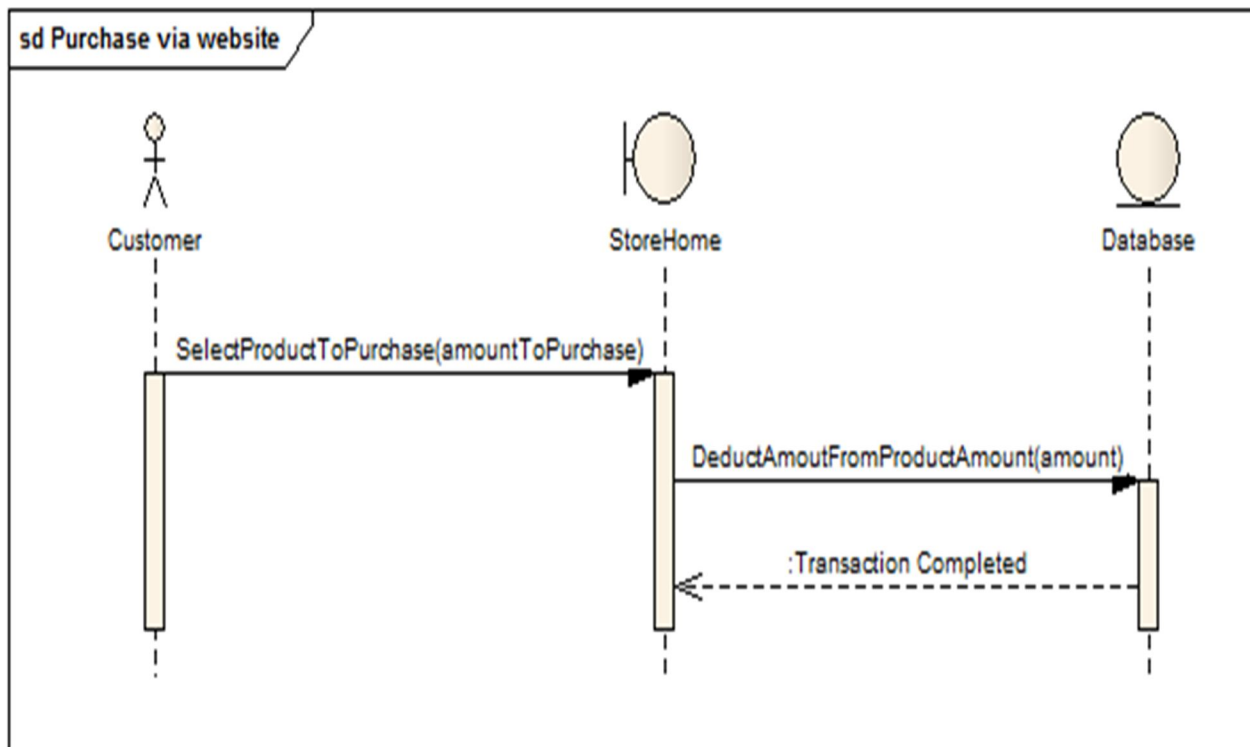 sd Purchase via website
Customer
StoreHome
Database
SelectProductToPurchase(amountToPurchase)
DeductAmoutFromProductAmount(amount)
:Transaction Completed